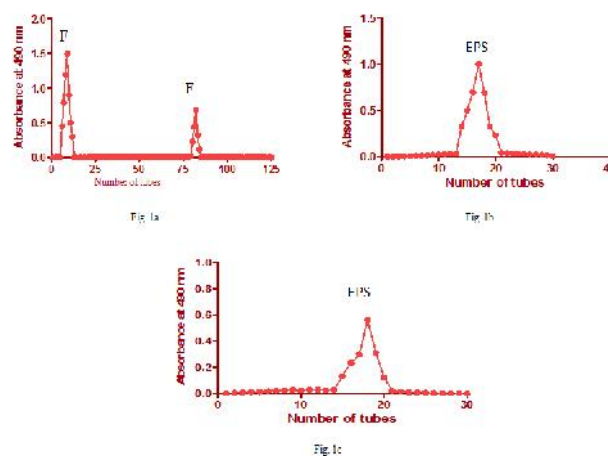 F
F
Absorbance at 490 nm
2.0
1.5
1.0
0.5
0.0
0 25 50 75 100 125
Number of tubes
Fig. 1a
EPS
Absorbance at 490 nm
1.5
1.0
0.5
0.0
0 10 20 30
Number of tubes
Fig. 1b
EPS
Absorbance at 490 nm
1.0
0.8
0.6
0.4
0.2
0.0
0 10 20 30
Number of tubes
Fig. 1c